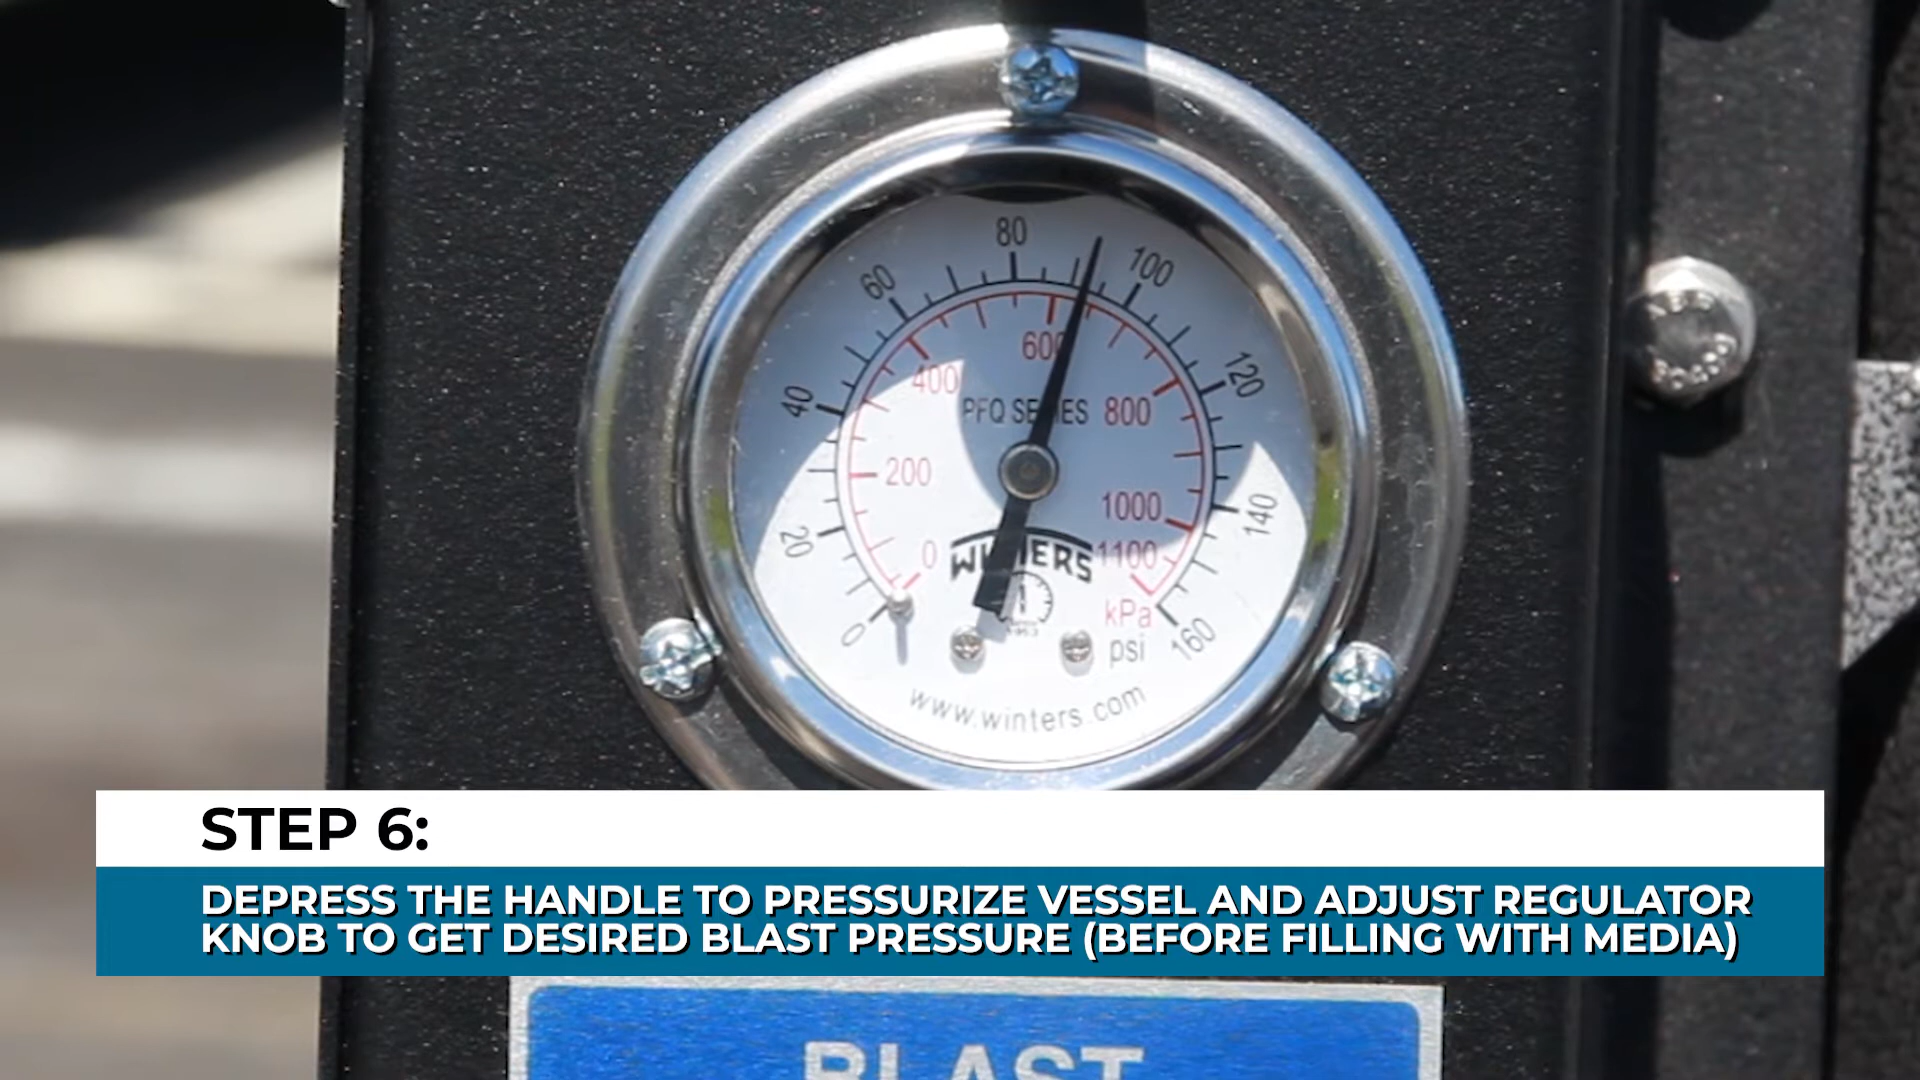 80
60
100
600
40
400
120
PFQ SERIES
800
200
1000
140
20
0
WINTERS
1100
0
kPa
psi
160
www.winters.com
STEP 6:
DEPRESS THE HANDLE TO PRESSURIZE VESSEL AND ADJUST REGULATOR
KNOB TO GET DESIRED BLAST PRESSURE (BEFORE FILLING WITH MEDIA)
BLAST